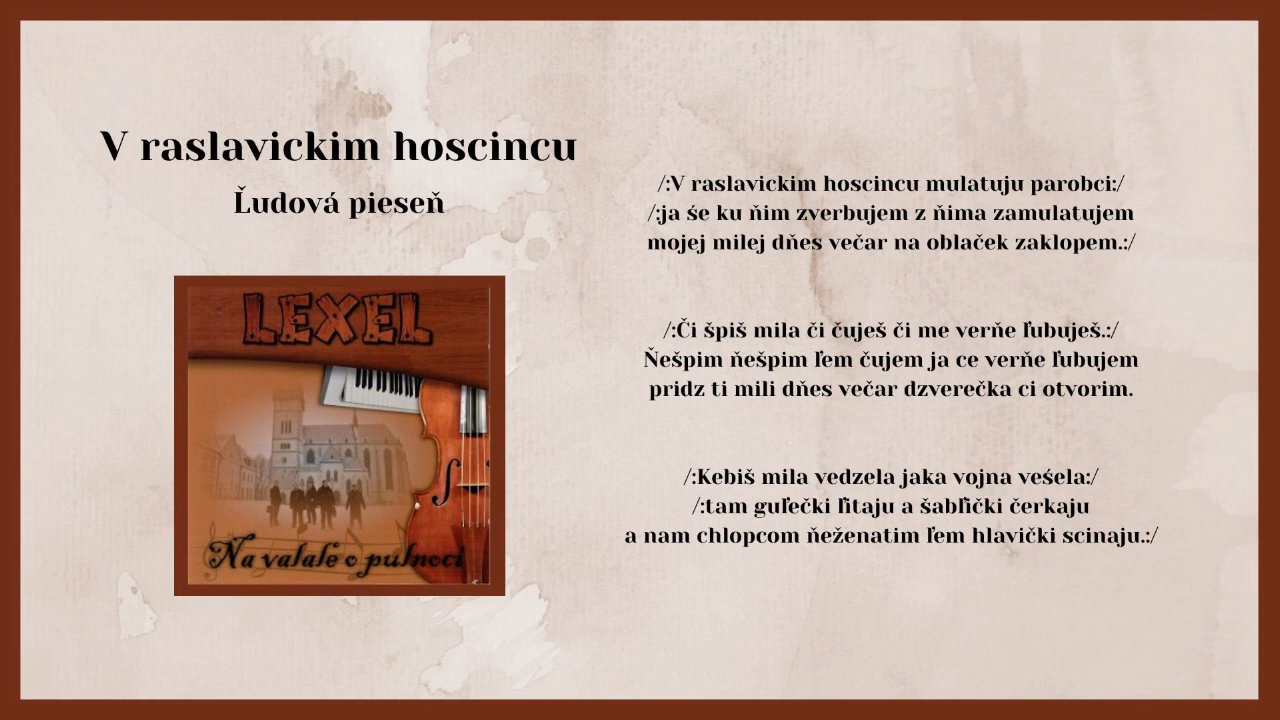 V raslavickim hoscincu
Ľudová pieseň
LEXEL
Na valaľe o pulnoci
/:V raslavickim hoscincu mulatuju parobci:/
/:ja śe ku ňim zverbujem z ňima zamulatujem
mojej milej dňes večar na oblaček zaklopem.:/
/:Či špiš mila či čuješ či me verňe ľubuješ.:/
Ňešpim ňešpim ľem čujem ja ce verňe ľubujem
pridz ti mili dňes večar dzverečka ci otvorim.
/:Kebiš mila vedzela jaka vojna veśela:/
/:tam guľečki ľitaju a šabľički čerkaju
a nam chlopcom ňeženatim ľem hlavički scinaju.:/